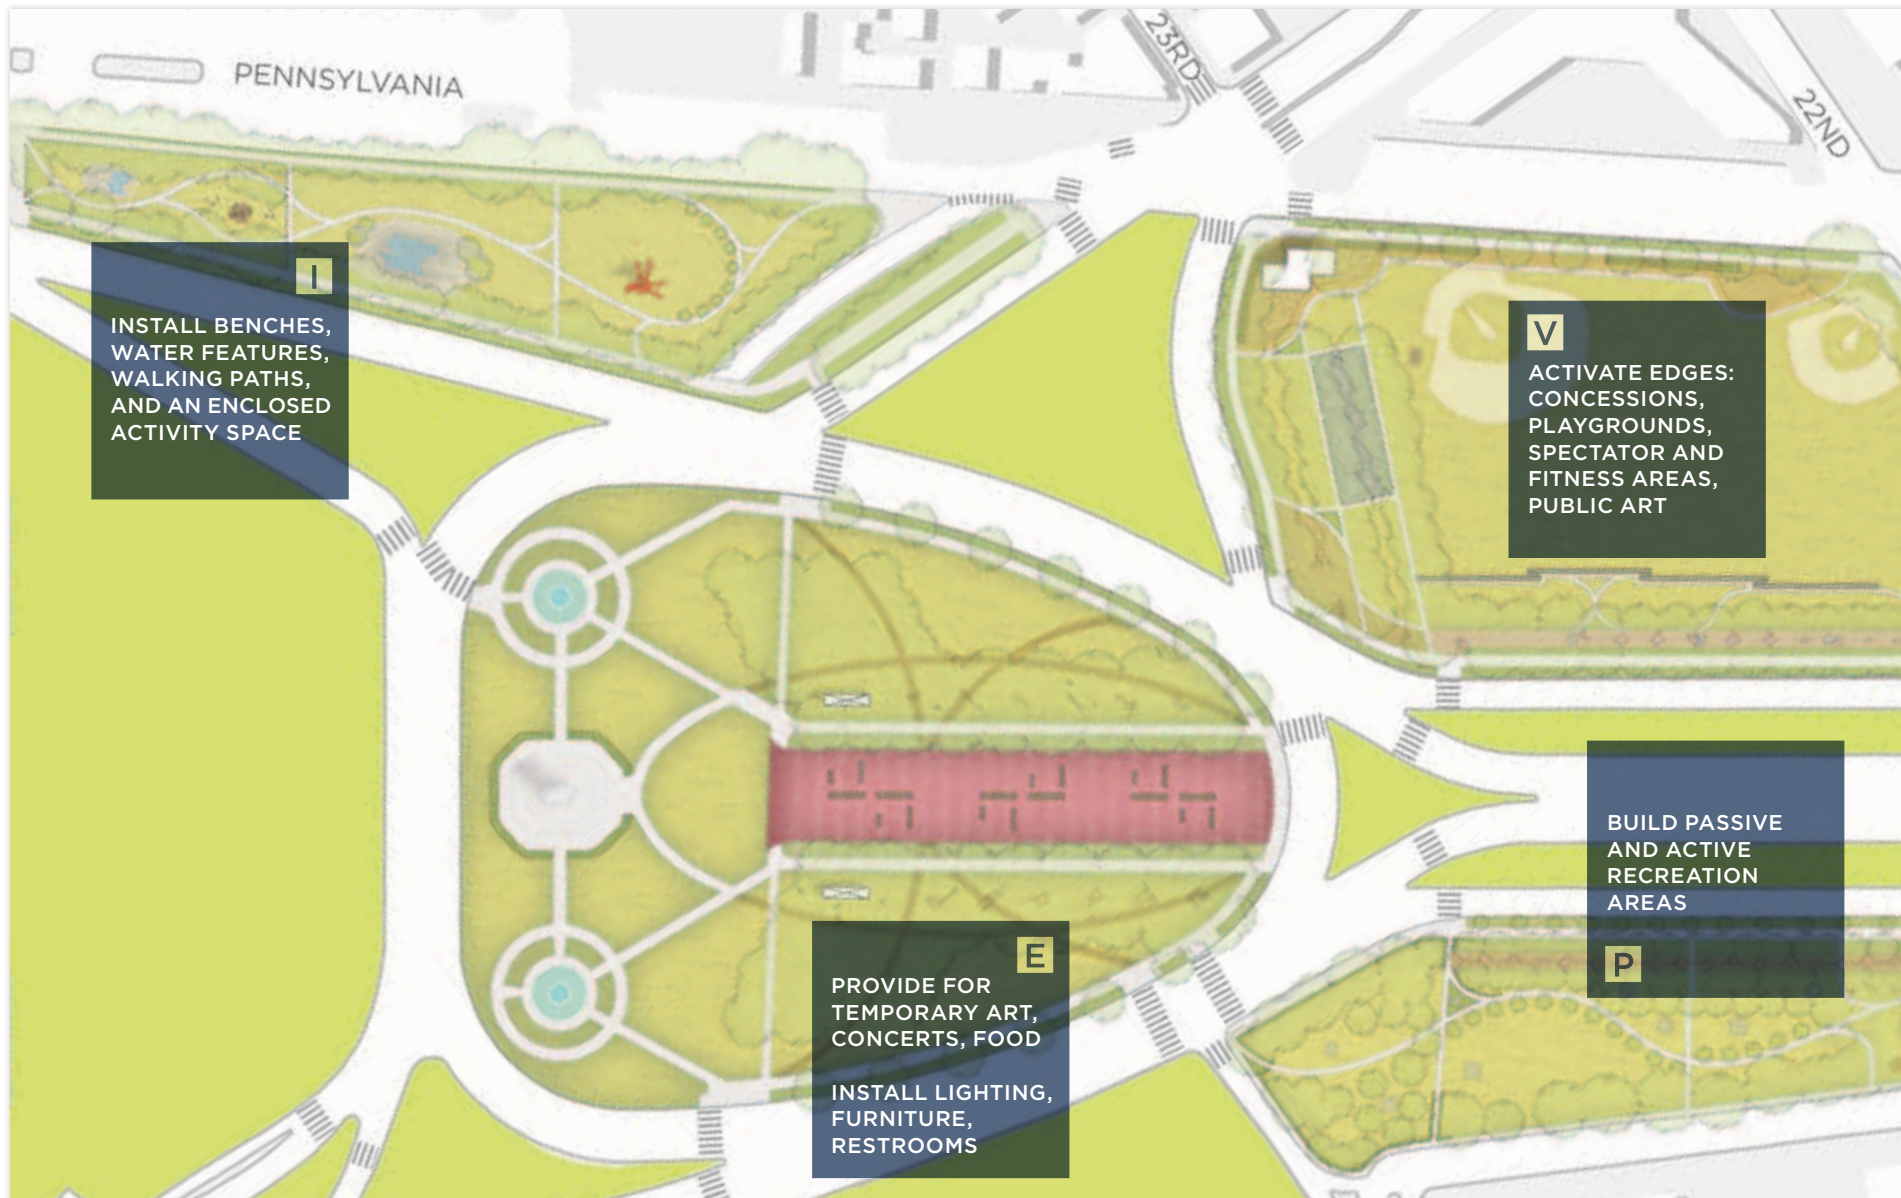 PENNSYLVANIA
23RD
22ND
I
INSTALL BENCHES,
WATER FEATURES,
WALKING PATHS,
AND AN ENCLOSED
ACTIVITY SPACE
V
ACTIVATE EDGES:
CONCESSIONS,
PLAYGROUNDS,
SPECTATOR AND
FITNESS AREAS,
PUBLIC ART
BUILD PASSIVE
AND ACTIVE
RECREATION
AREAS
P
E
PROVIDE FOR
TEMPORARY ART,
CONCERTS, FOOD
INSTALL LIGHTING,
FURNITURE,
RESTROOMS